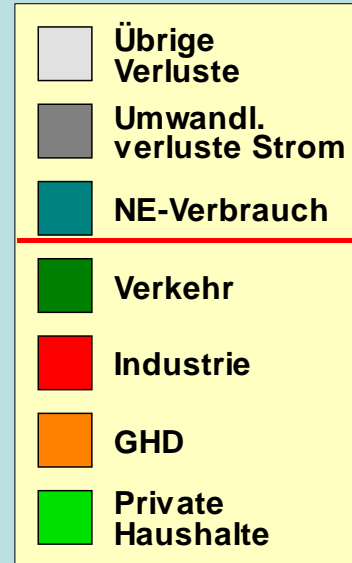 Übrige
Verluste
Umwandl.
verluste Strom
NE-Verbrauch
Verkehr
Industrie
GHD
Private
Haushalte